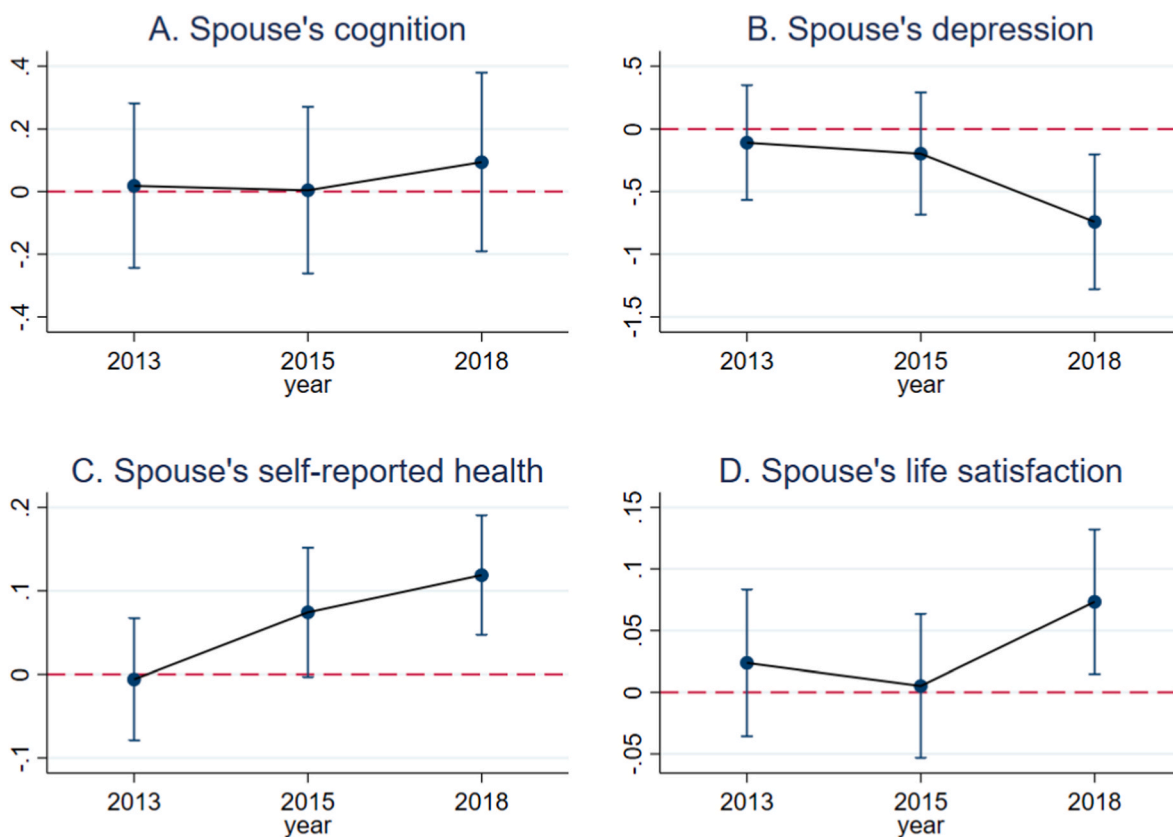 A. Spouse's cognition
.4
.2
0
-.2
-.4
2013 2015 2018
year
B. Spouse's depression
.5
0
-.5
-1
-1.5
2013 2015 2018
year
C. Spouse's self-reported health
.2
.1
0
-.1
2013 2015 2018
year
D. Spouse's life satisfaction
.15
.1
.05
0
-.05
2013 2015 2018
year